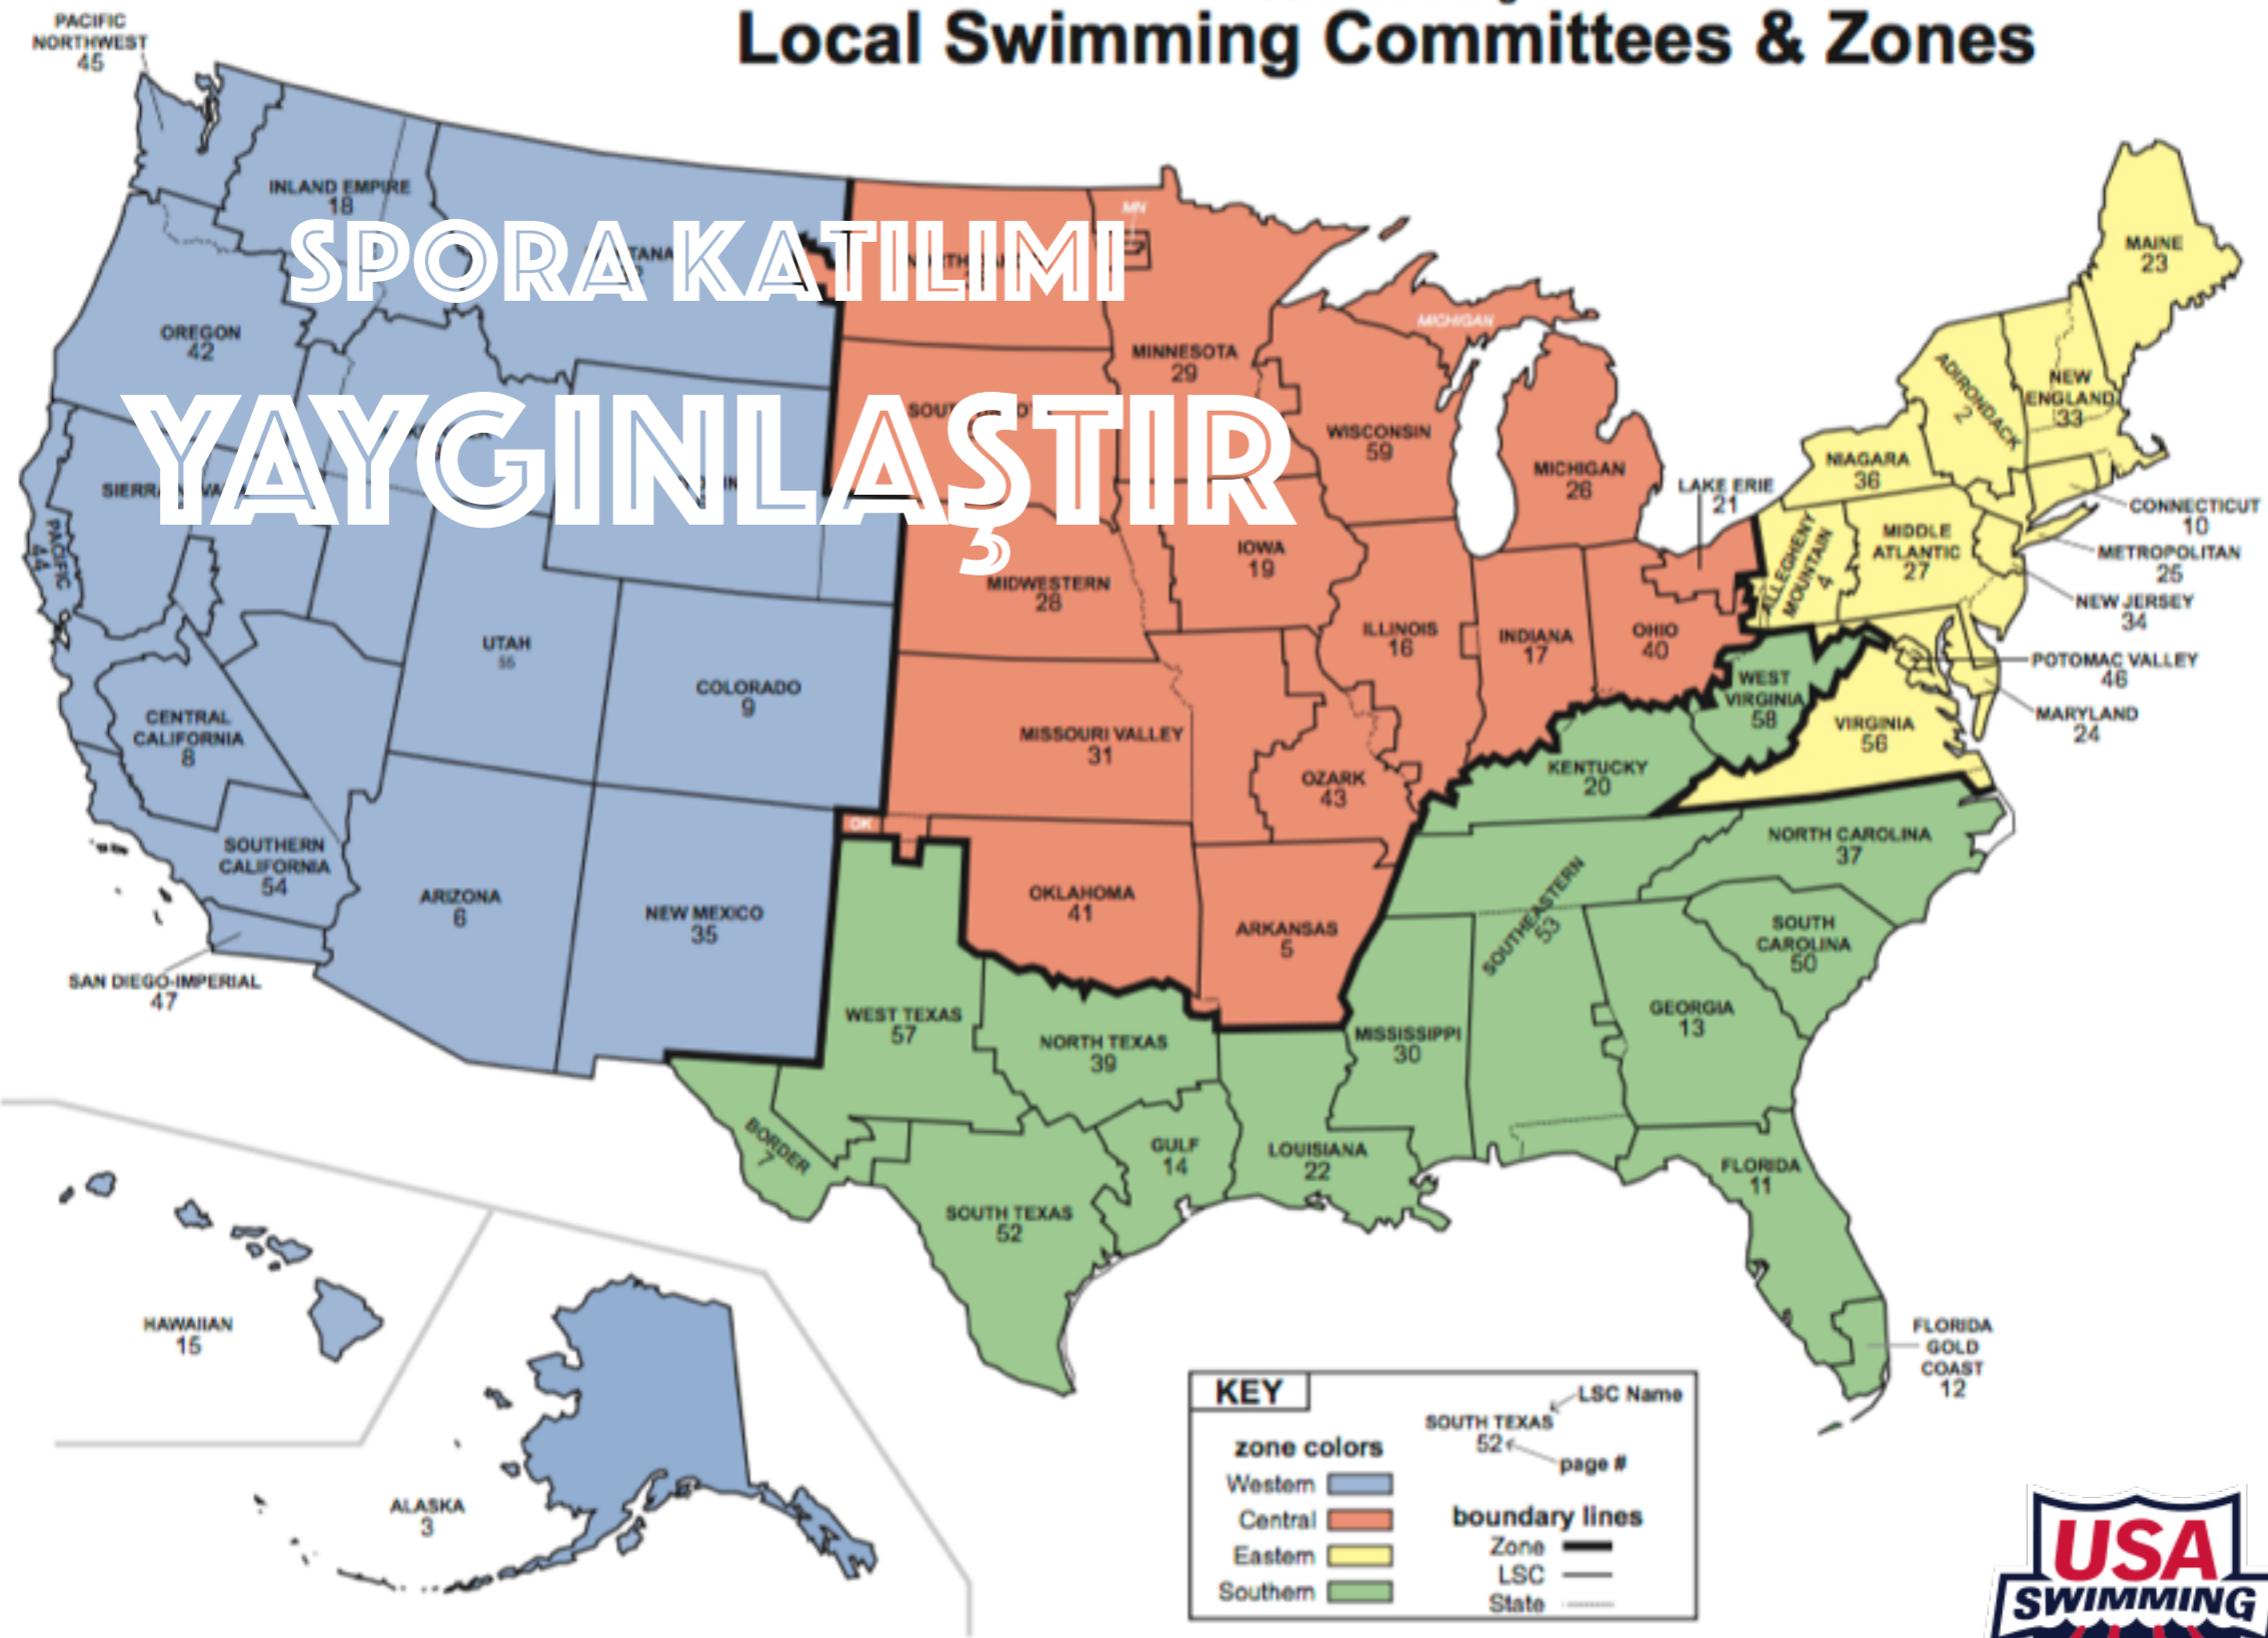 Local Swimming Committees & Zones
PACIFIC
NORTHWEST
45
INLAND EMPIRE
18
SPORA KATILIMI
YAYGINLAŞTIR
MN
MICHIGAN
MAINE
23
OREGON
42
MINNESOTA
29
ADIRONDACK
2
NEW
ENGLAND
33
WISCONSIN
59
MICHIGAN
26
NIAGARA
36
LAKE ERIE
21
CONNECTICUT
10
PACIFIC
44
IOWA
19
ALLEGHENY
MOUNTAIN
4
MIDDLE
ATLANTIC
27
METROPOLITAN
25
MIDWESTERN
28
NEW JERSEY
34
UTAH
55
ILLINOIS
16
INDIANA
17
OHIO
40
POTOMAC VALLEY
46
COLORADO
9
WEST
VIRGINIA
58
MARYLAND
24
CENTRAL
CALIFORNIA
8
MISSOURI VALLEY
31
VIRGINIA
56
OZARK
43
KENTUCKY
20
OK
SOUTHERN
CALIFORNIA
54
NORTH CAROLINA
37
ARIZONA
6
NEW MEXICO
35
OKLAHOMA
41
ARKANSAS
5
SOUTHEASTERN
53
SOUTH
CAROLINA
50
SAN DIEGO-IMPERIAL
47
WEST TEXAS
57
NORTH TEXAS
39
MISSISSIPPI
30
GEORGIA
13
BORDER
7
GULF
14
LOUISIANA
22
FLORIDA
11
SOUTH TEXAS
52
HAWAIIAN
15
FLORIDA
GOLD
COAST
12
ALASKA
3
KEY
LSC Name
SOUTH TEXAS
52
page #
zone colors
Western
Central
Eastern
Southern
boundary lines
Zone
LSC
State
USA
SWIMMING